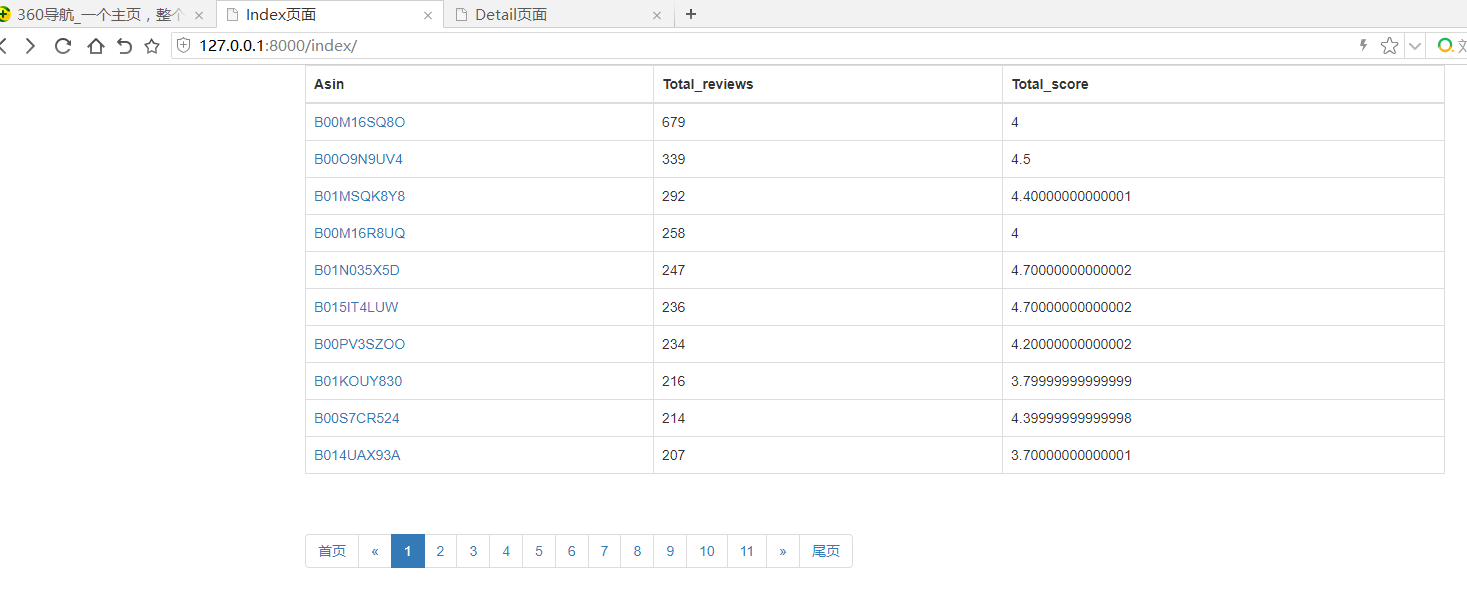 360导航_一个主页，整个 Index页面 Detail页面
127.0.0.1:8000/index/
Asin Total_reviews Total_score
B00M16SQ8O 679 4
B00O9N9UV4 339 4.5
B01MSQK8Y8 292 4.40000000000001
B00M16R8UQ 258 4
B01N035X5D 247 4.70000000000002
B015IT4LUW 236 4.70000000000002
B00PV3SZOO 234 4.20000000000002
B01KOUY830 216 3.79999999999999
B00S7CR524 214 4.39999999999998
B014UAX93A 207 3.70000000000001
首页 « 1 2 3 4 5 6 7 8 9 10 11 » 尾页